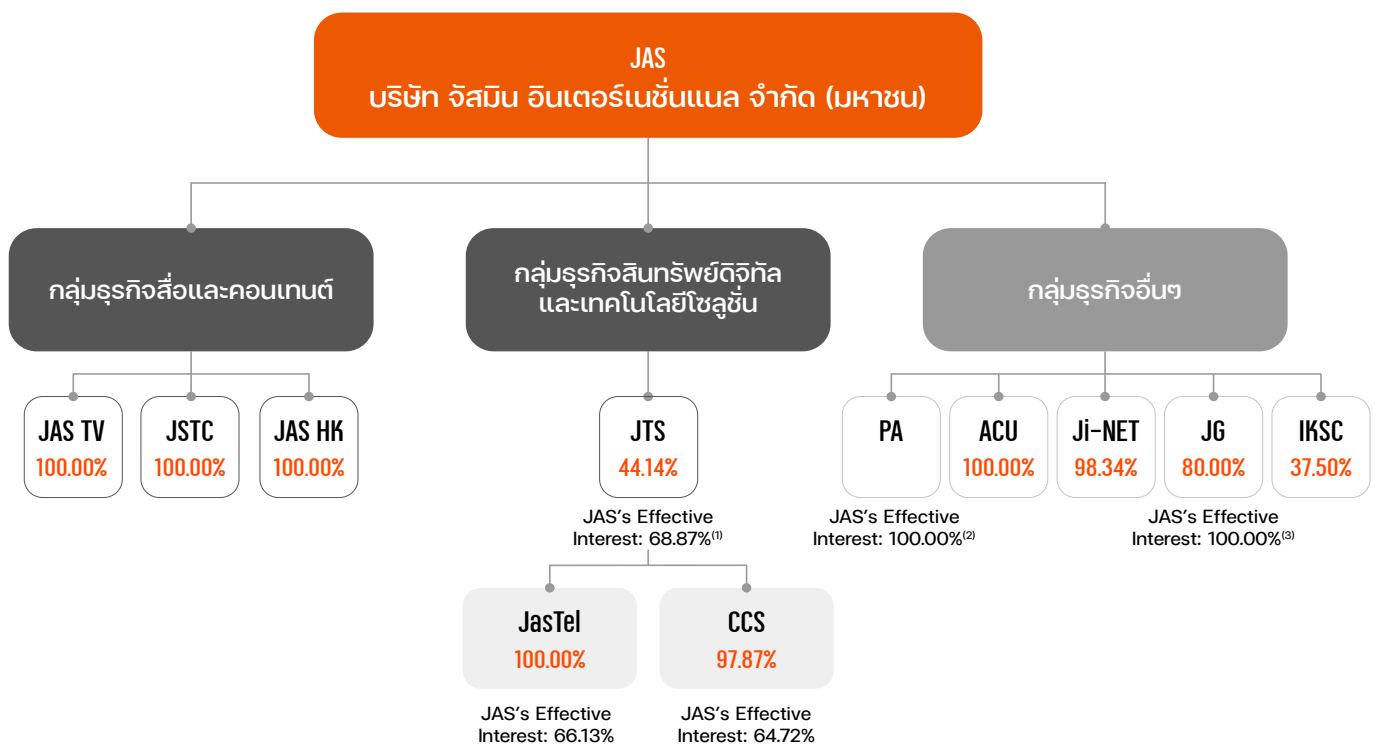 JAS
บริษัท จัสมิน อินเตอร์เนชั่นแนล จำกัด (มหาชน)
กลุ่มธุรกิจสื่อและคอนเทนต์
กลุ่มธุรกิจสินทรัพย์ดิจิทัล
และเทคโนโลยีโซลูชั่น
กลุ่มธุรกิจอื่นๆ
JAS TV
100.00%
JSTC
100.00%
JAS HK
100.00%
JTS
44.14%
JAS's Effective
Interest: 68.87%(1)
PA
JAS's Effective
Interest: 100.00%(2)
ACU
100.00%
Ji-NET
98.34%
JG
80.00%
JAS's Effective
Interest: 100.00%(3)
IKSC
37.50%
JasTel
100.00%
JAS's Effective
Interest: 66.13%
CCS
97.87%
JAS's Effective
Interest: 64.72%